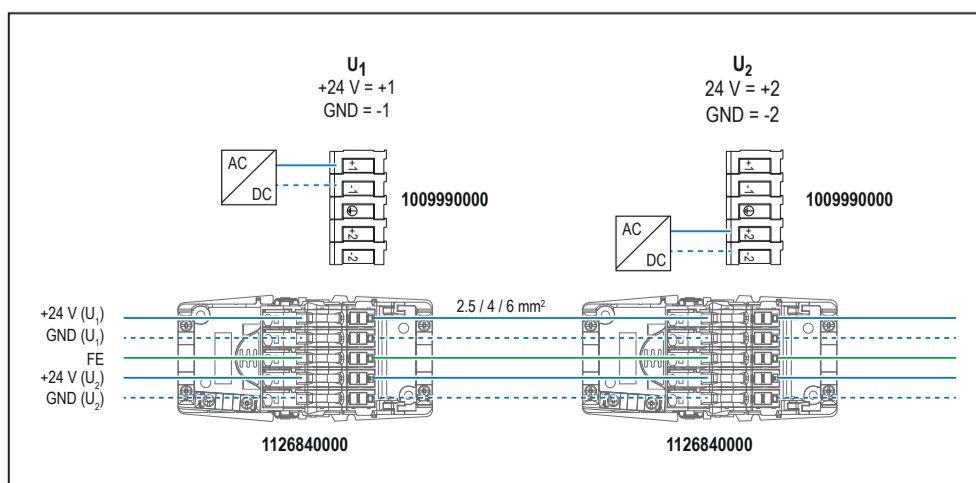 U1
+24 V = +1
GND = -1
U2
24 V = +2
GND = -2
AC
DC
+1
-1
+2
-2
1009990000
AC
DC
+1
-1
+2
-2
1009990000
+24 V (U1)
GND (U1)
FE
+24 V (U2)
GND (U2)
2.5 / 4 / 6 mm²
1126840000
1126840000